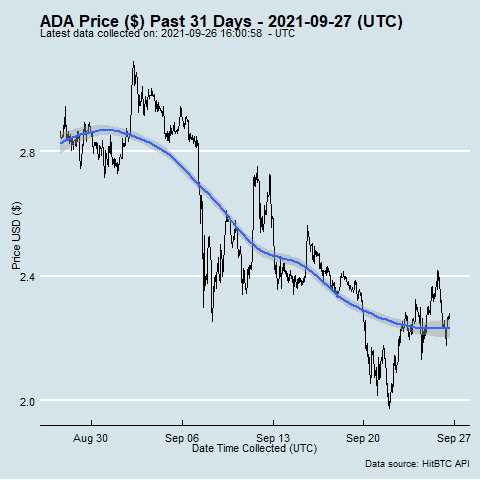 ADA Price ($) Past 31 Days - 2021-09-27 (UTC)
Latest data collected on: 2021-09-26 16:00:58 - UTC
2.8
2.4
2.0
Price USD ($)
Aug 30 Sep 06 Sep 13 Sep 20 Sep 27
Date Time Collected (UTC)
Data source: HitBTC API